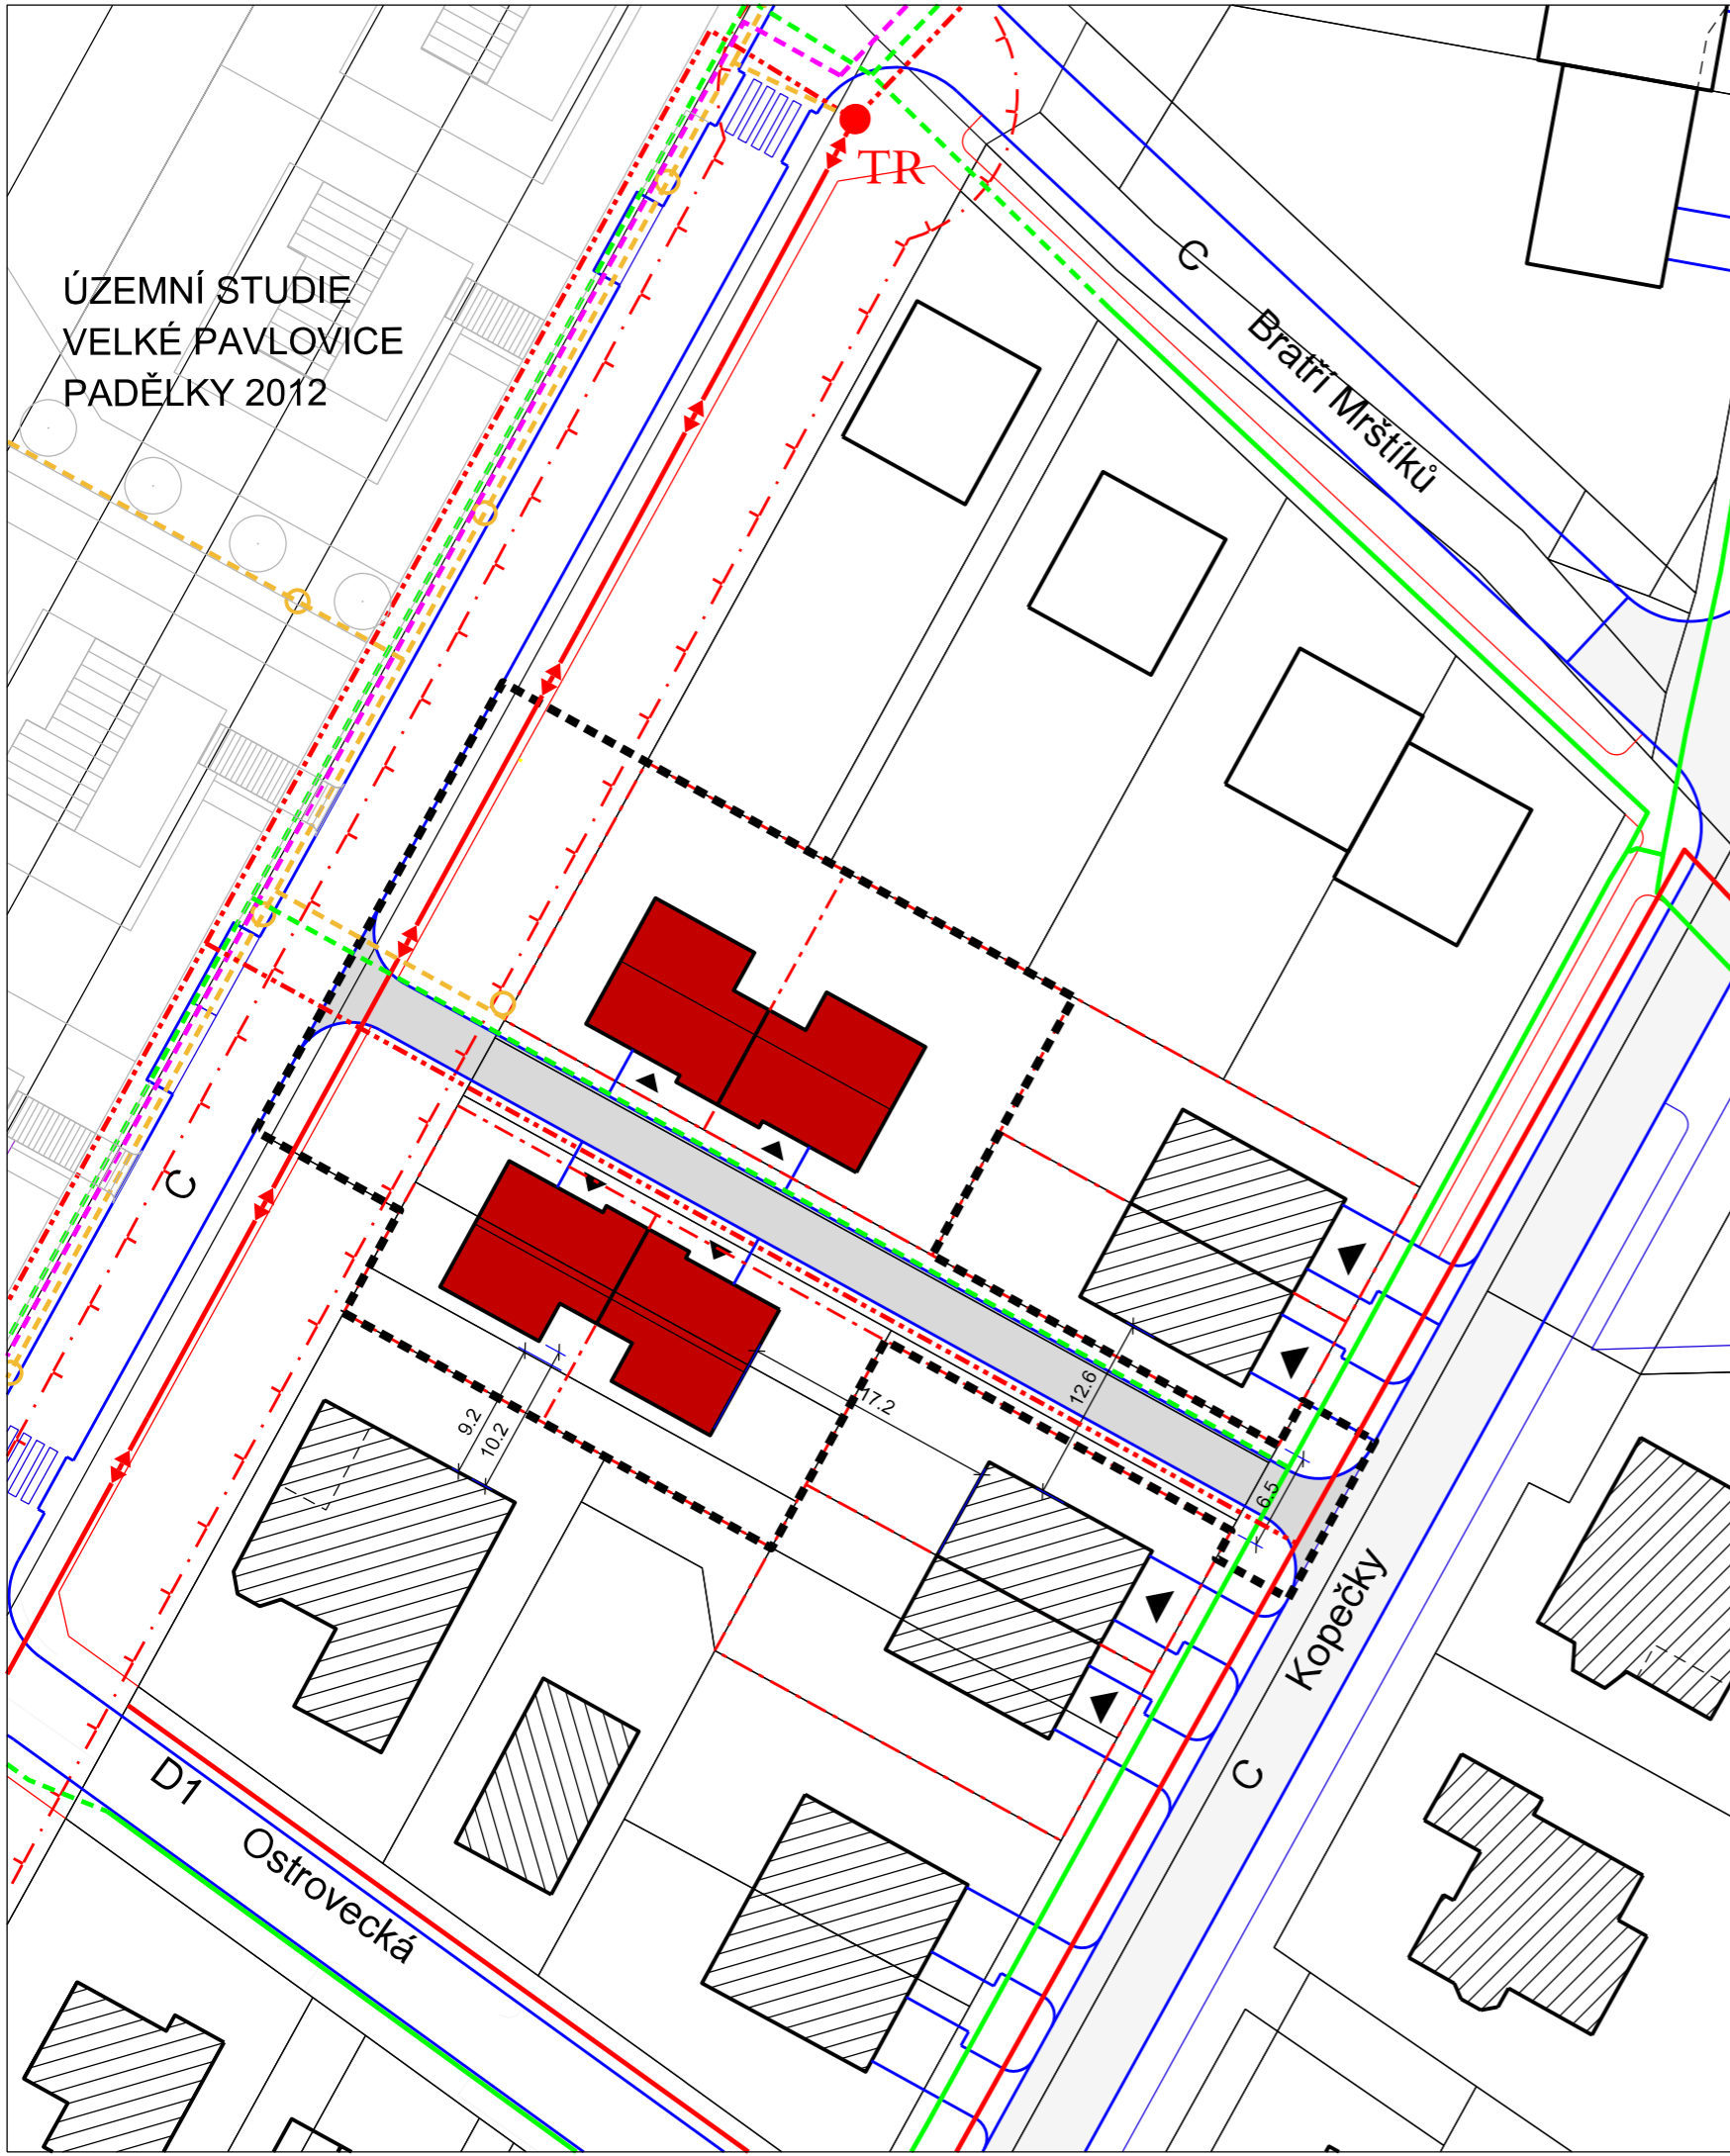 TR
ÚZEMNÍ STUDIE
VELKÉ PAVLOVICE
PADĚLKY 2012
C
Bratří Mrštíků
C
12.6
17.2
9.2
10.2
6.5
Kopečky
C
D1
Ostrovecká